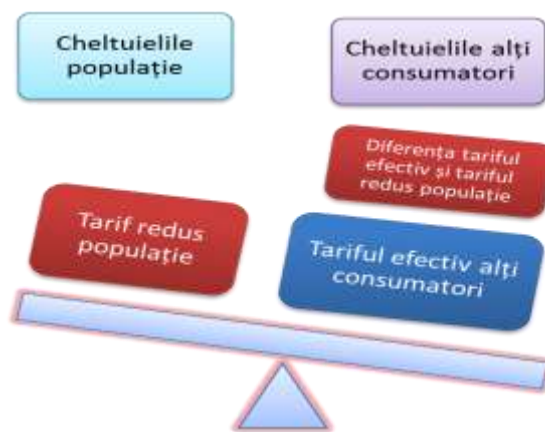 Cheltuielile
populație
Cheltuielile alți
consumatori
Diferența tariful
efectiv și tariful
redus populație
Tarif redus
populație
Tariful efectiv alți
consumatori